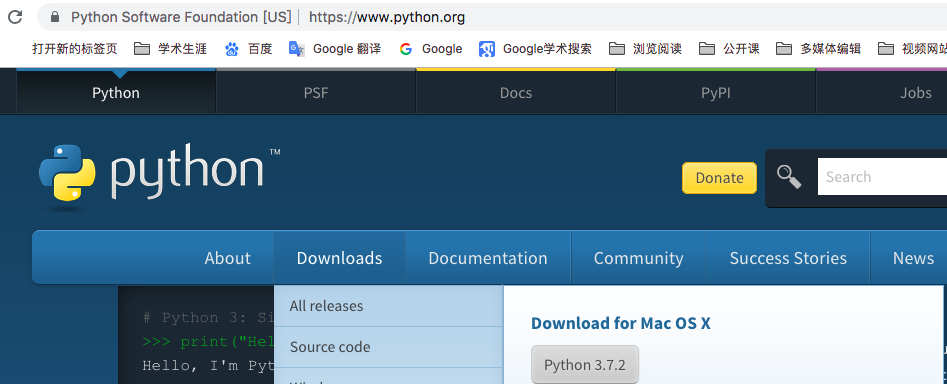 Python Software Foundation [US] | https://www.python.org
打开新的标签页 学术生涯 百度 Google 翻译 Google Google学术搜索 浏览阅读 公开课 多媒体编辑 视频网站
Python PSF Docs PyPI Jobs
python™
Donate Search
About Downloads Documentation Community Success Stories News
All releases
Source code
# Python 3: Si
>>> print("Hel
Hello, I'm Pyt
Download for Mac OS X
Python 3.7.2